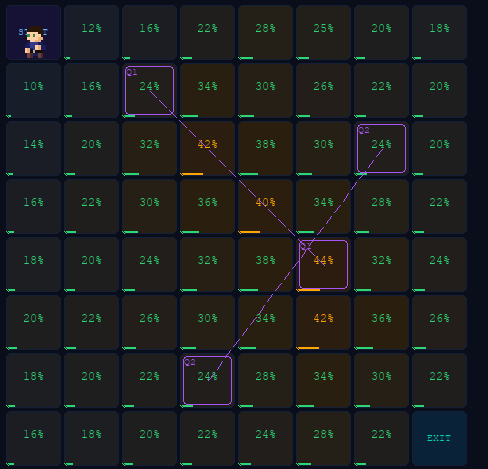 12% 16% 22% 28% 25% 20% 18%
Q1
10% 16% 24% 34% 30% 26% 22% 20%
Q2
14% 20% 32% 42% 38% 30% 24% 20%
16% 22% 30% 36% 40% 34% 28% 22%
18% 20% 24% 32% 38% 44% 32% 24%
20% 22% 26% 30% 34% 42% 36% 26%
Q2
18% 20% 22% 24% 28% 34% 30% 22%
16% 18% 20% 22% 24% 28% 22% EXIT